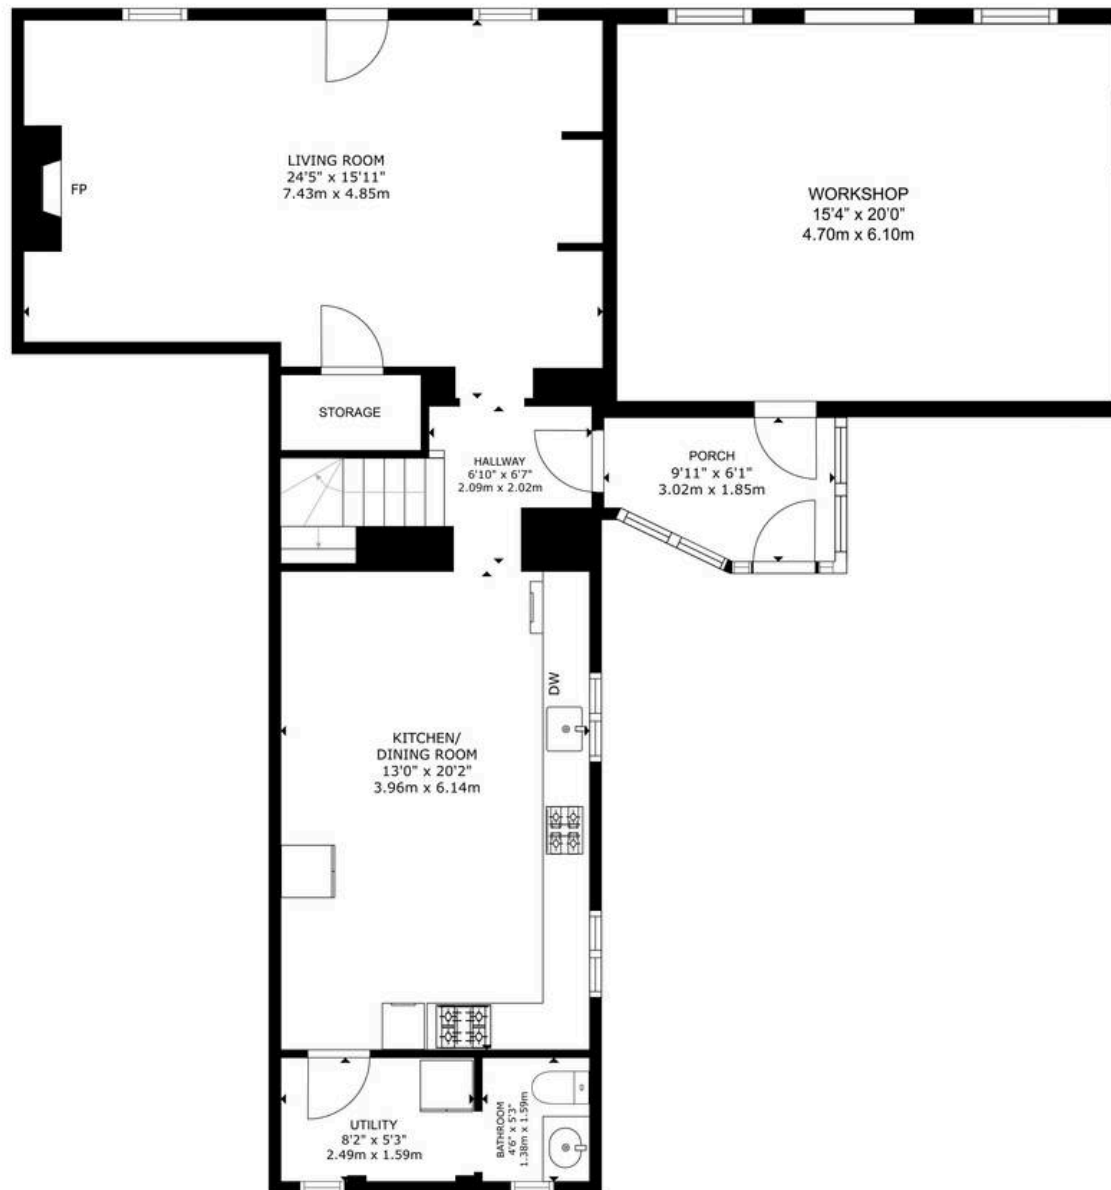 LIVING ROOM
24'5" x 15'11"
7.43m x 4.85m
FP
WORKSHOP
15'4" x 20'0"
4.70m x 6.10m
STORAGE
HALLWAY
6'10" x 6'7"
2.09m x 2.02m
PORCH
9'11" x 6'1"
3.02m x 1.85m
DW
KITCHEN/
DINING ROOM
13'0" x 20'2"
3.96m x 6.14m
UTILITY
8'2" x 5'3"
2.49m x 1.59m
BATHROOM
4'6" x 5'3"
1.38m x 1.59m